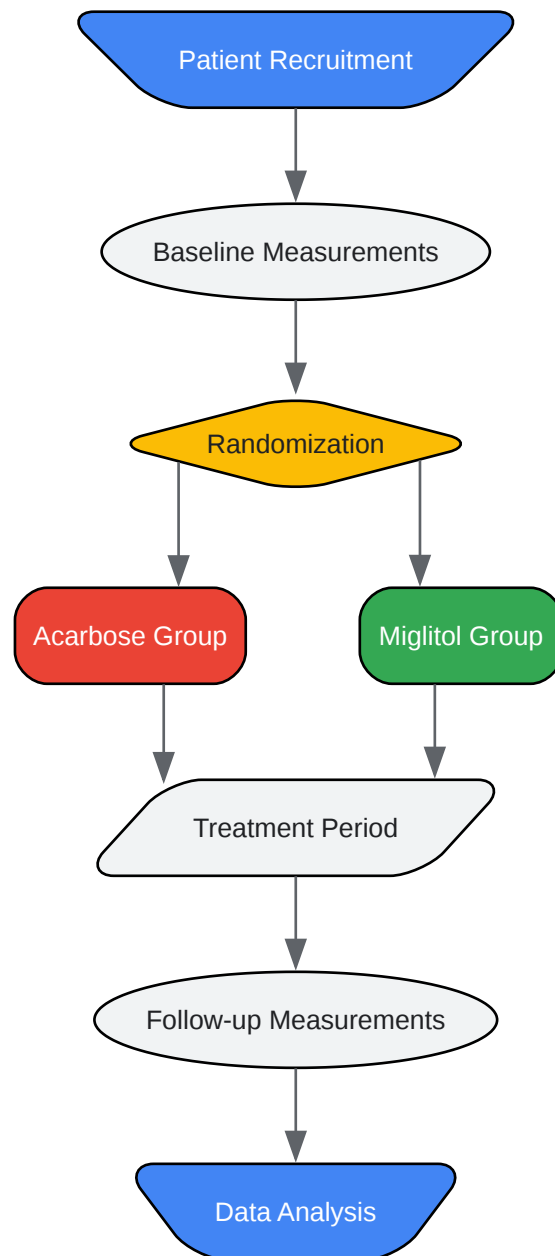 Patient Recruitment
Baseline Measurements
Randomization
Acarbose Group
Miglitol Group
Treatment Period
Follow-up Measurements
Data Analysis